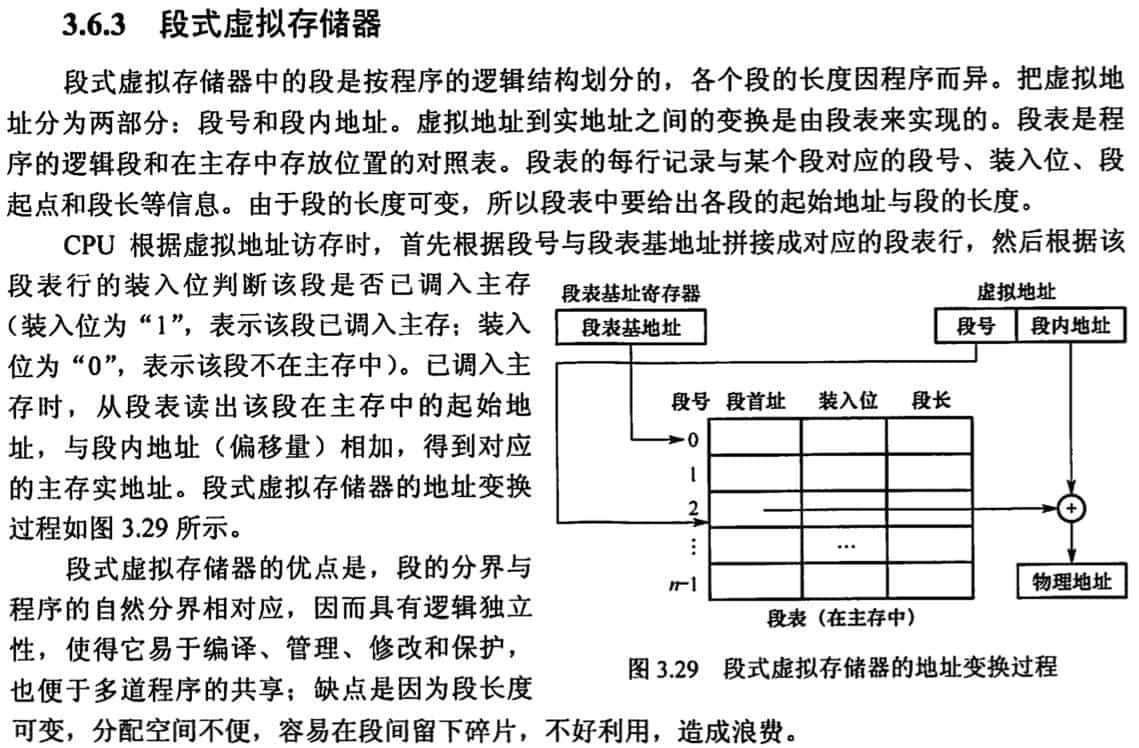 3.6.3 段式虚拟存储器
段式虚拟存储器中的段是按程序的逻辑结构划分的，各个段的长度因程序而异。把虚拟地
址分为两部分：段号和段内地址。虚拟地址到实地址之间的变换是由段表来实现的。段表是程
序的逻辑段和在主存中存放位置的对照表。段表的每行记录与某个段对应的段号、装入位、段
起点和段长等信息。由于段的长度可变，所以段表中要给出各段的起始地址与段的长度。
CPU 根据虚拟地址访存时，首先根据段号与段表基地址拼接成对应的段表行，然后根据该
段表行的装入位判断该段是否已调入主存
（装入位为“1”，表示该段已调入主存；装入
位为“0”，表示该段不在主存中）。已调入主
存时，从段表读出该段在主存中的起始地
址，与段内地址（偏移量）相加，得到对应
的主存实地址。段式虚拟存储器的地址变换
过程如图 3.29 所示。
段式虚拟存储器的优点是，段的分界与
程序的自然分界相对应，因而具有逻辑独立
性，使得它易于编译、管理、修改和保护，
也便于多道程序的共享；缺点是因为段长度
可变，分配空间不便，容易在段间留下碎片，不好利用，造成浪费。
段表基址寄存器
段表基地址
虚拟地址
段号 段内地址
段号 段首址 装入位 段长
0
1
2
+
⋮ …
n-1
物理地址
段表（在主存中）
图 3.29 段式虚拟存储器的地址变换过程